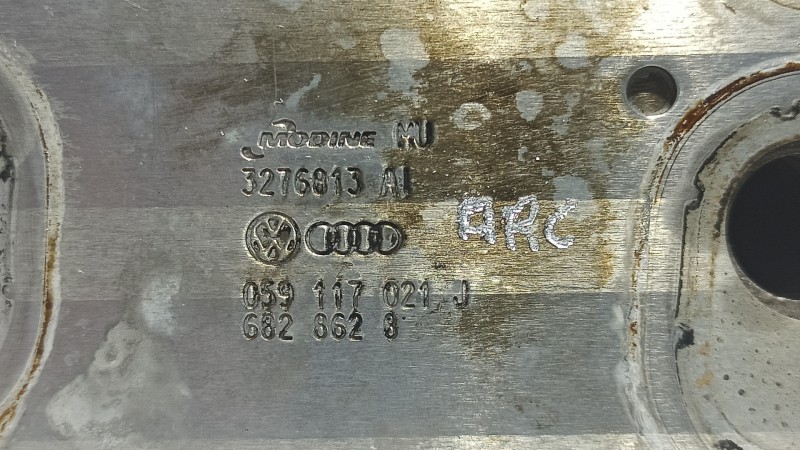 MODINE MU
3276813 AI
ARC
059 117 021 J
682 862 8